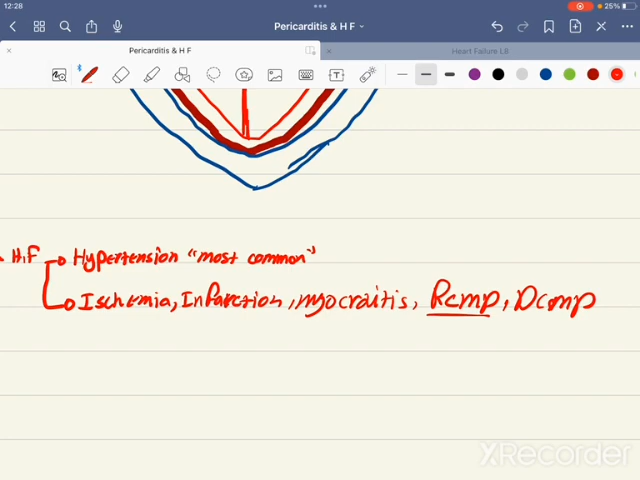 12:28
25%
Pericarditis & H F
Pericarditis & H F
Heart Failure L8
H,F
Hypertension "most common"
Ischemia, Infarction, myocraitis, Rcmp, Dcmp
XRecorder